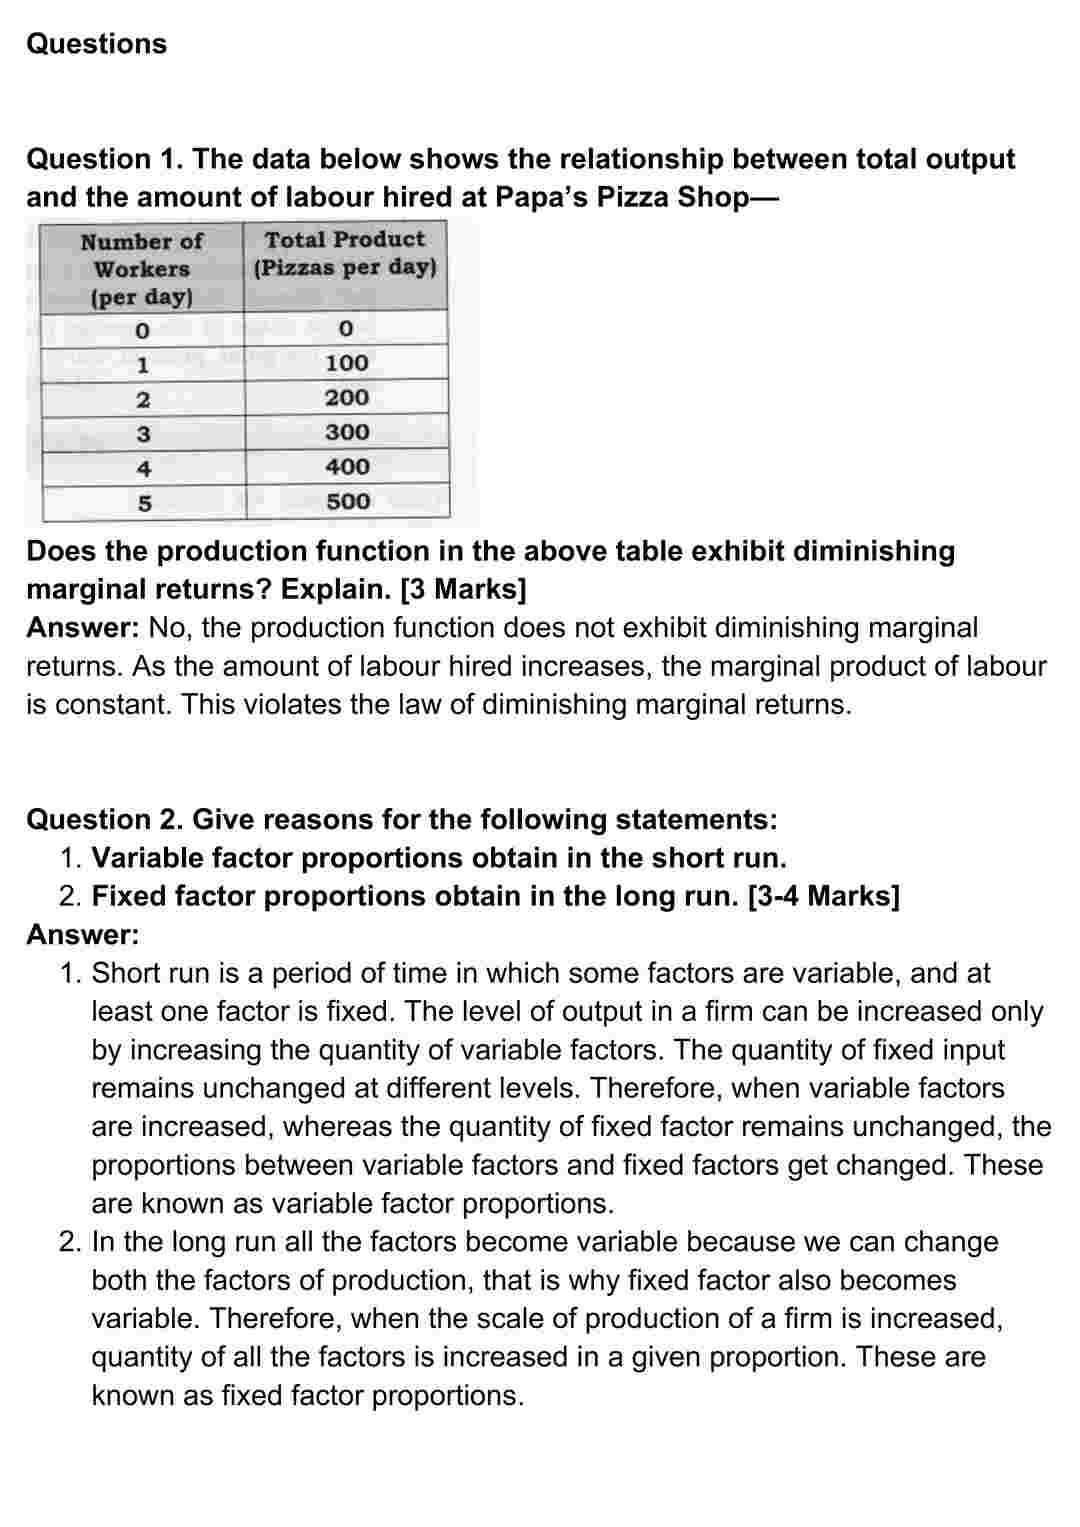 Questions
Question 1. The data below shows the relationship between total output
and the amount of labour hired at Papa's Pizza Shop—
Number of Workers (per day) Total Product (Pizzas per day)
0 0
1 100
2 200
3 300
4 400
5 500
Does the production function in the above table exhibit diminishing
marginal returns? Explain. [3 Marks]
Answer: No, the production function does not exhibit diminishing marginal
returns. As the amount of labour hired increases, the marginal product of labour
is constant. This violates the law of diminishing marginal returns.
Question 2. Give reasons for the following statements:
1. Variable factor proportions obtain in the short run.
2. Fixed factor proportions obtain in the long run. [3-4 Marks]
Answer:
1. Short run is a period of time in which some factors are variable, and at
least one factor is fixed. The level of output in a firm can be increased only
by increasing the quantity of variable factors. The quantity of fixed input
remains unchanged at different levels. Therefore, when variable factors
are increased, whereas the quantity of fixed factor remains unchanged, the
proportions between variable factors and fixed factors get changed. These
are known as variable factor proportions.
2. In the long run all the factors become variable because we can change
both the factors of production, that is why fixed factor also becomes
variable. Therefore, when the scale of production of a firm is increased,
quantity of all the factors is increased in a given proportion. These are
known as fixed factor proportions.